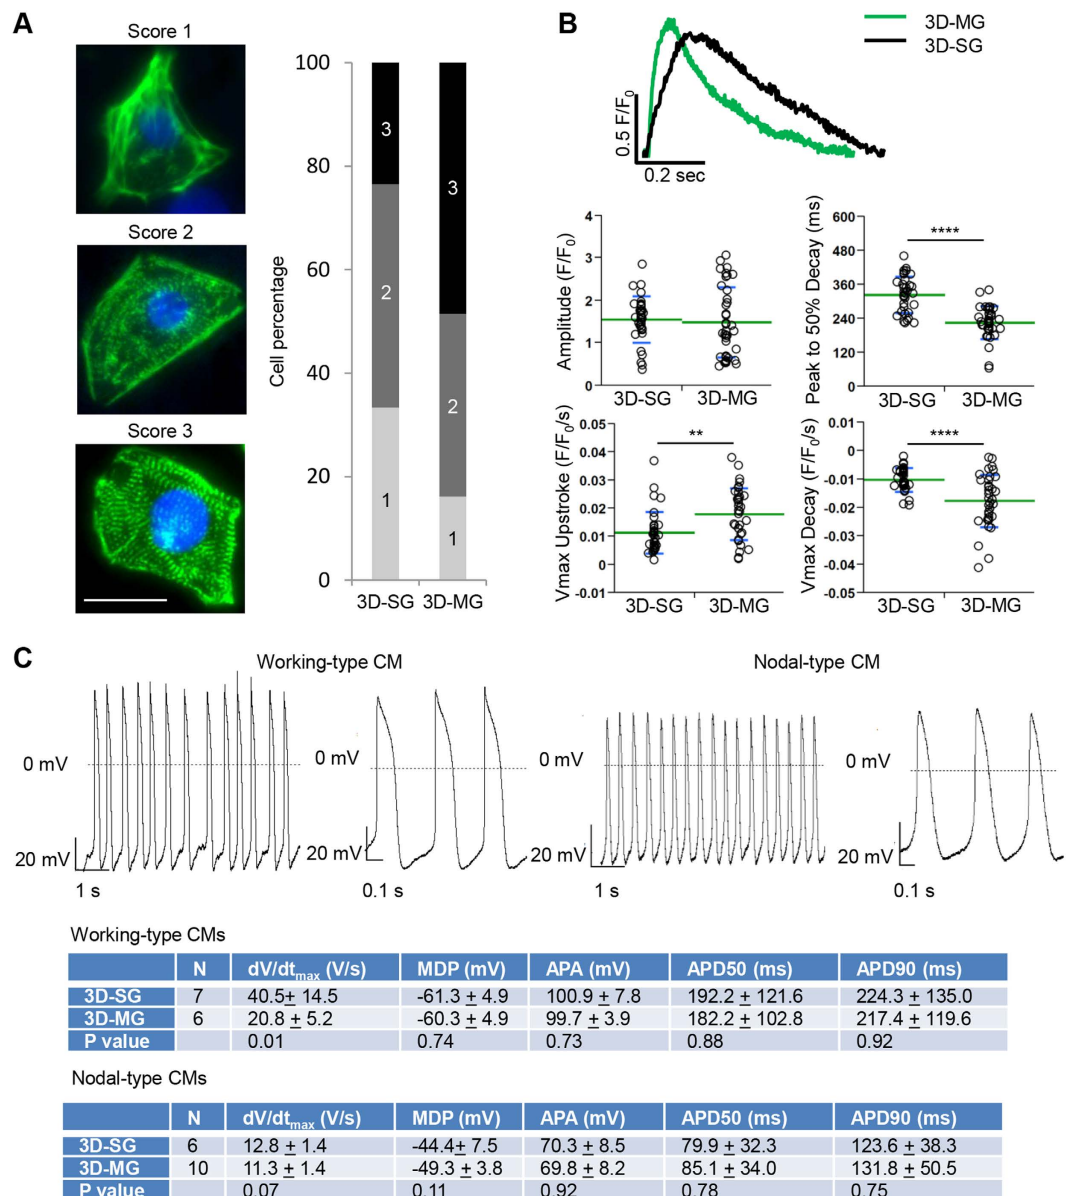 A
Score 1
Score 2
Score 3
Cell percentage
100
80
60
40
20
0
3
2
1
3
2
1
3D-SG 3D-MG
B
3D-MG
3D-SG
0.5 F/F0
0.2 sec
Amplitude (F/F0)
4
3
2
1
0
3D-SG 3D-MG
Peak to 50% Decay (ms)
600
480
360
240
120
0
****
3D-SG 3D-MG
Vmax Upstroke (F/F0/s)
0.05
0.04
0.03
0.02
0.01
0
-0.01
**
3D-SG 3D-MG
Vmax Decay (F/F0/s)
0.01
0
-0.01
-0.02
-0.03
-0.04
-0.05
****
3D-SG 3D-MG
C
Working-type CM
Nodal-type CM
0 mV
20 mV
1 s
0 mV
20 mV
0.1 s
0 mV
20 mV
1 s
0 mV
20 mV
0.1 s
Working-type CMs
N dV/dtmax (V/s) MDP (mV) APA (mV) APD50 (ms) APD90 (ms)
3D-SG 7 40.5± 14.5 -61.3 ± 4.9 100.9 ± 7.8 192.2 ± 121.6 224.3 ± 135.0
3D-MG 6 20.8 ± 5.2 -60.3 ± 4.9 99.7 ± 3.9 182.2 ± 102.8 217.4 ± 119.6
P value 0.01 0.74 0.73 0.88 0.92
Nodal-type CMs
N dV/dtmax (V/s) MDP (mV) APA (mV) APD50 (ms) APD90 (ms)
3D-SG 6 12.8 ± 1.4 -44.4± 7.5 70.3 ± 8.5 79.9 ± 32.3 123.6 ± 38.3
3D-MG 10 11.3 ± 1.4 -49.3 ± 3.8 69.8 ± 8.2 85.1 ± 34.0 131.8 ± 50.5
P value 0.07 0.11 0.92 0.78 0.75